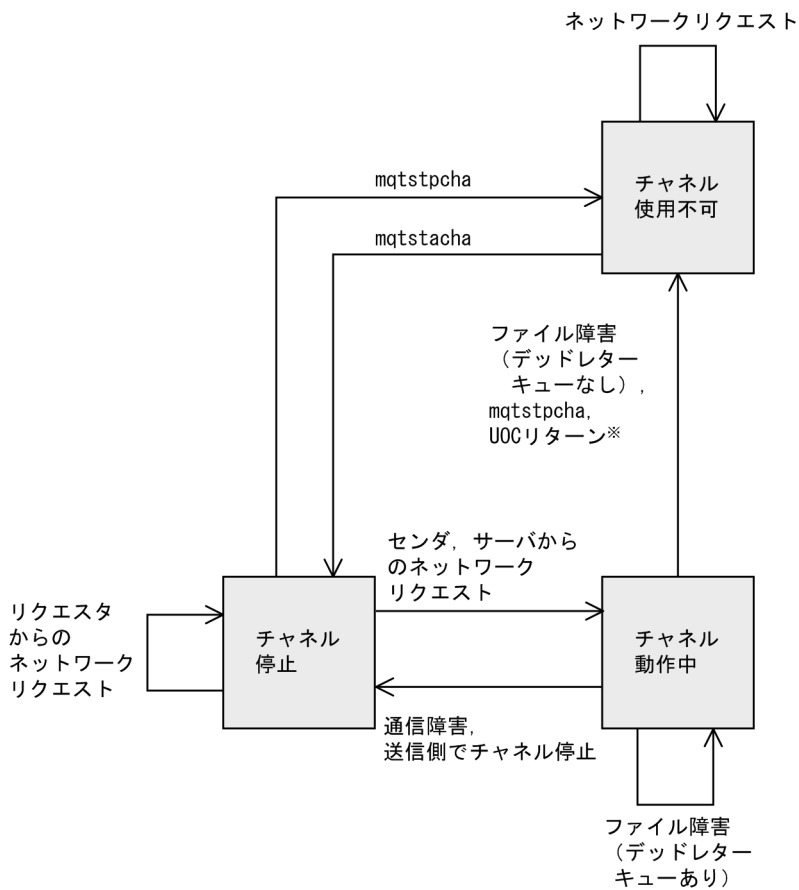 ネットワークリクエスト
チャネル
使用不可
mqtstpcha
mqtstacha
ファイル障害
（デッドレター
キューなし），
mqtstpcha，
UOCリターン※
センダ，サーバから
のネットワーク
リクエスト
リクエスタ
からの
ネットワーク
リクエスト
チャネル
停止
チャネル
動作中
通信障害，
送信側でチャネル停止
ファイル障害
（デッドレター
キューあり）